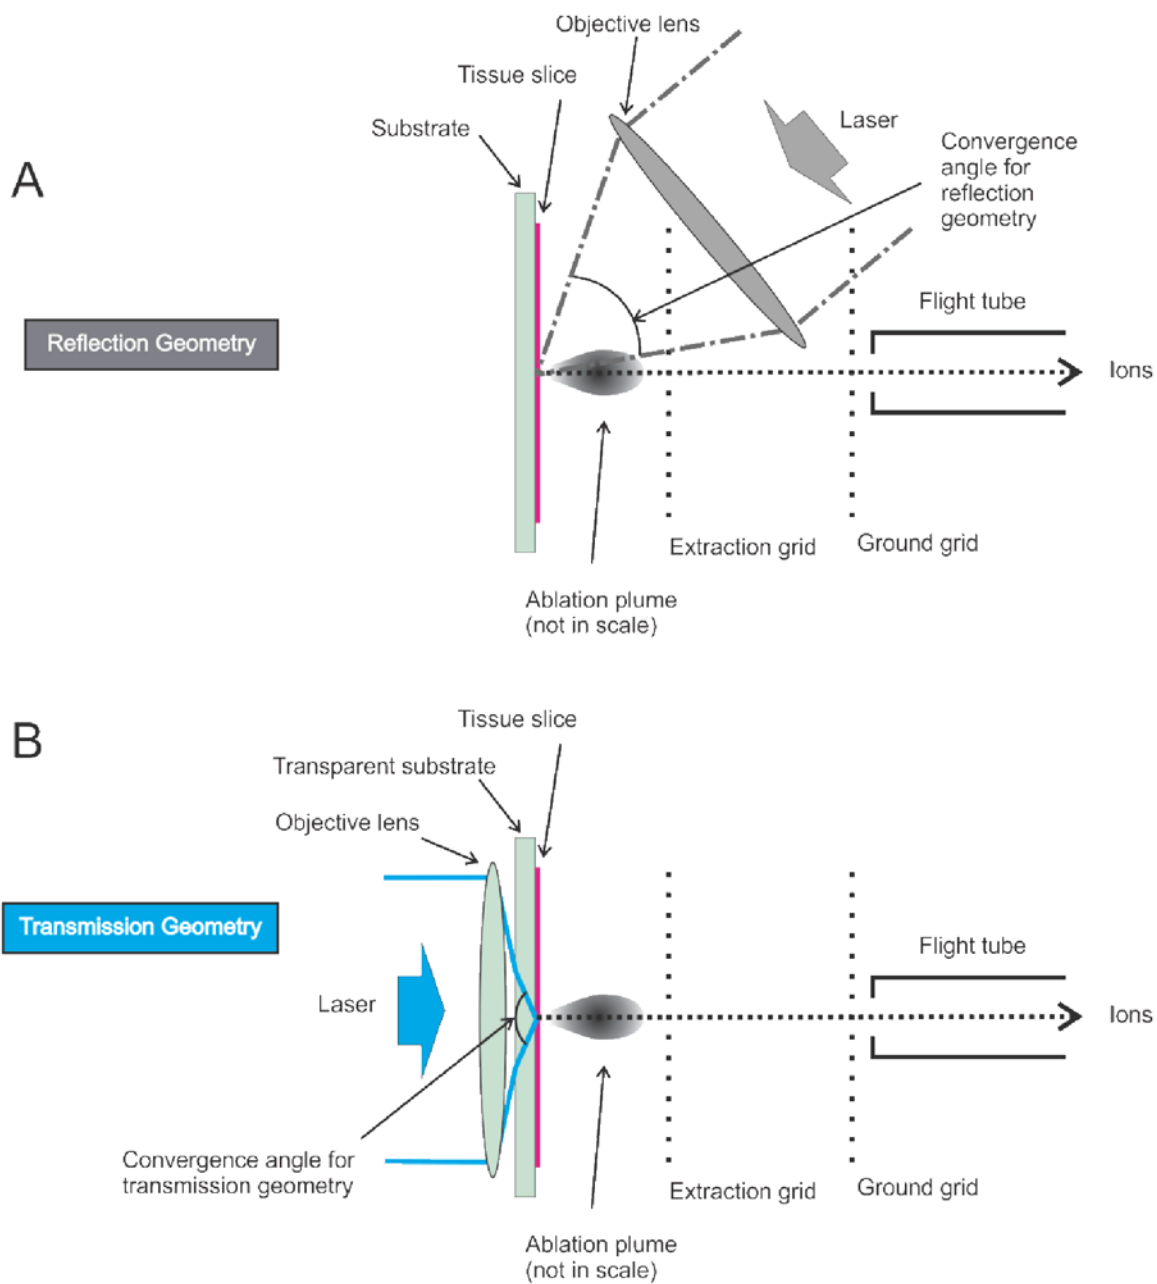 A
Objective lens
Tissue slice
Substrate
Laser
Convergence
angle for
reflection
geometry
Reflection Geometry
Flight tube
Ions
Extraction grid
Ground grid
Ablation plume
(not in scale)
B
Tissue slice
Transparent substrate
Objective lens
Transmission Geometry
Laser
Flight tube
Ions
Convergence angle for
transmission geometry
Extraction grid
Ground grid
Ablation plume
(not in scale)